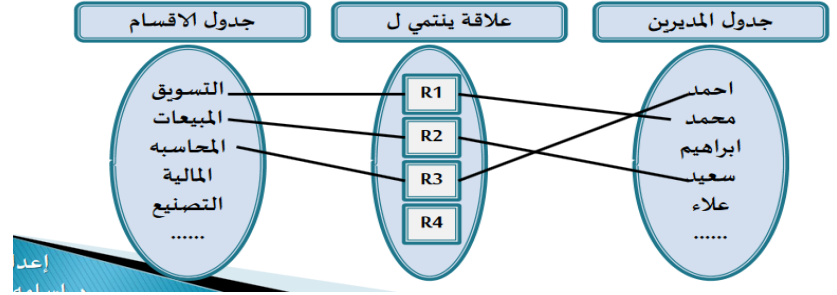 جدول المديرين
علاقة ينتمي ل
جدول الاقسام
احمد
محمد
ابراهيم
سعيد
علاء
......
R1
R2
R3
R4
التسويق
المبيعات
المحاسبه
المالية
التصنيع
......